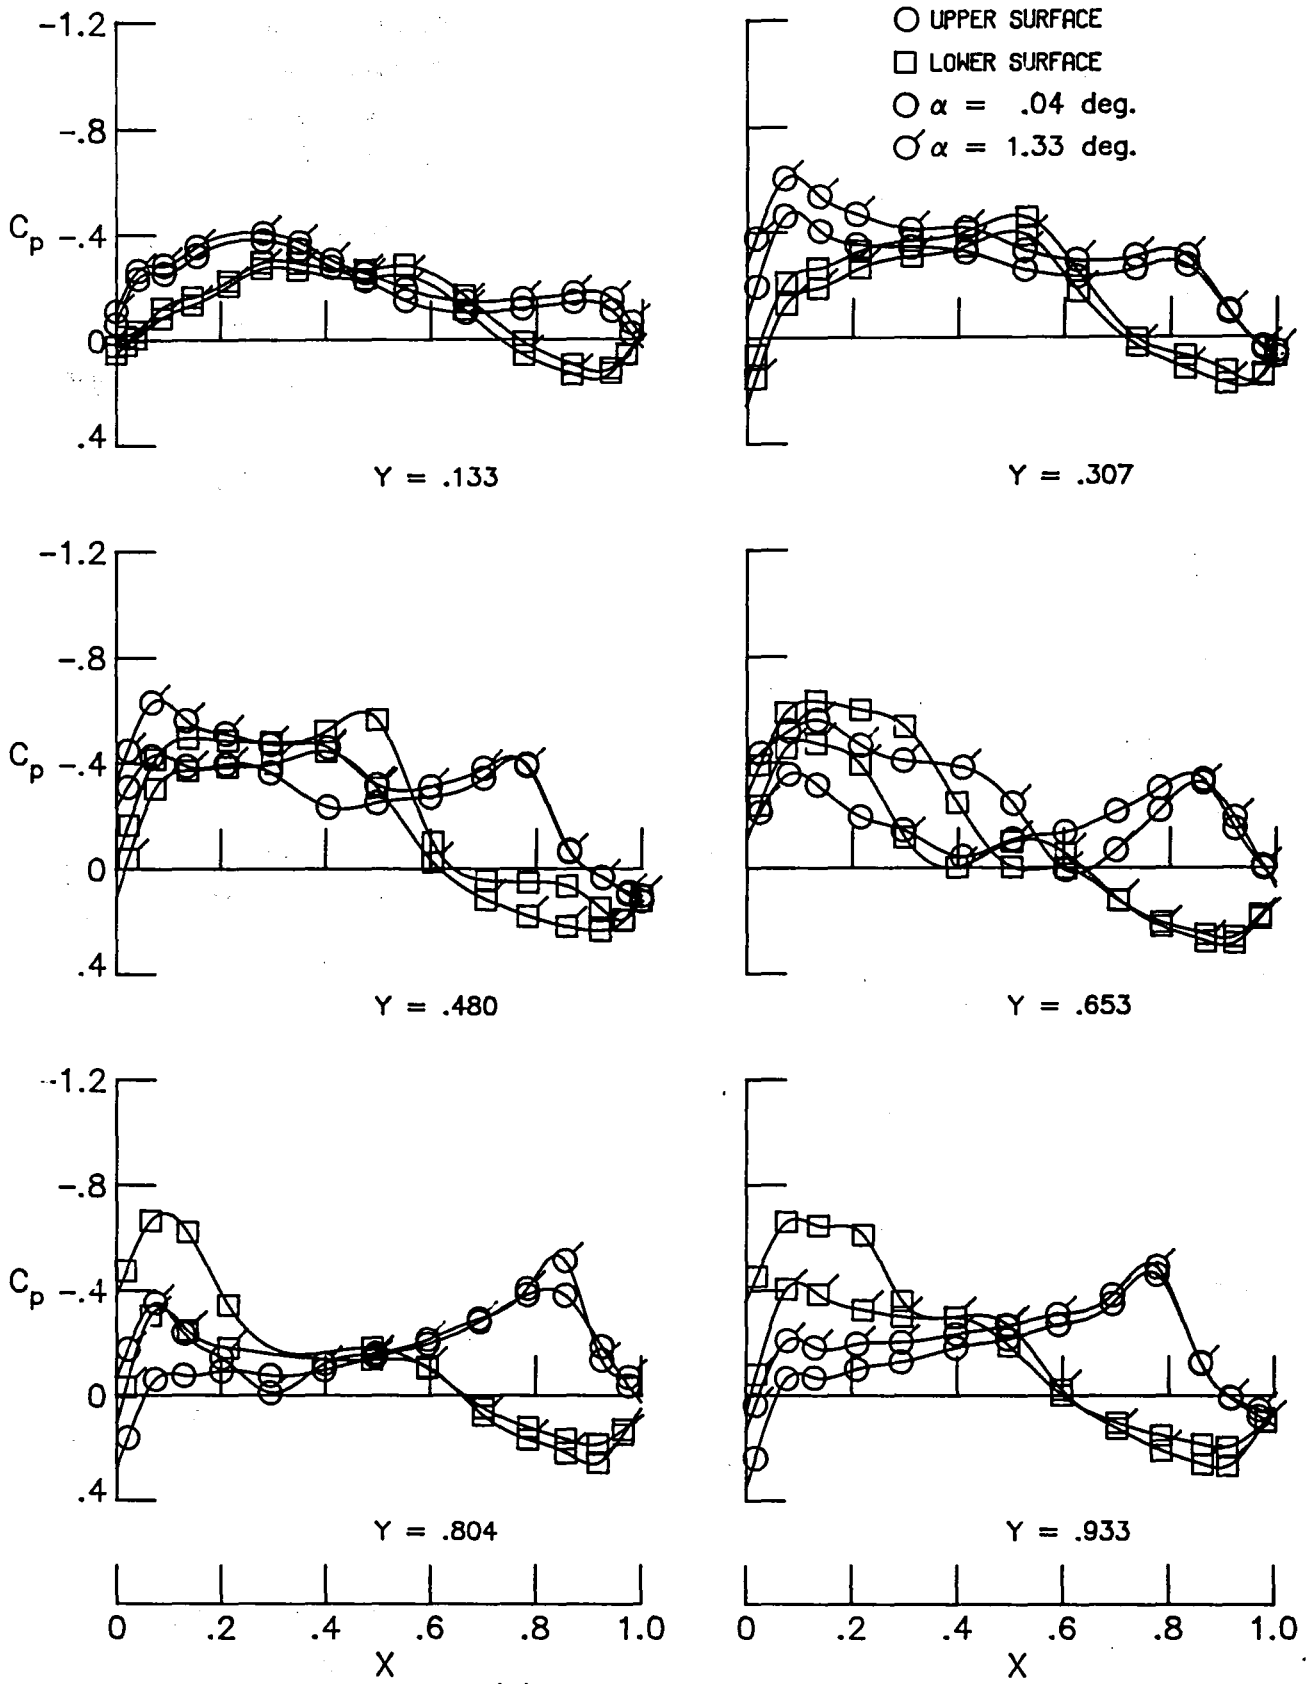 UPPER SURFACE
LOWER SURFACE
α = .04 deg.
α = 1.33 deg.
-1.2
-.8
Cp -.4
0
.4
Y = .133
Y = .307
-1.2
-.8
Cp -.4
0
.4
Y = .480
Y = .653
-1.2
-.8
Cp -.4
0
.4
Y = .804
Y = .933
0 .2 .4 .6 .8 1.0
X
0 .2 .4 .6 .8 1.0
X